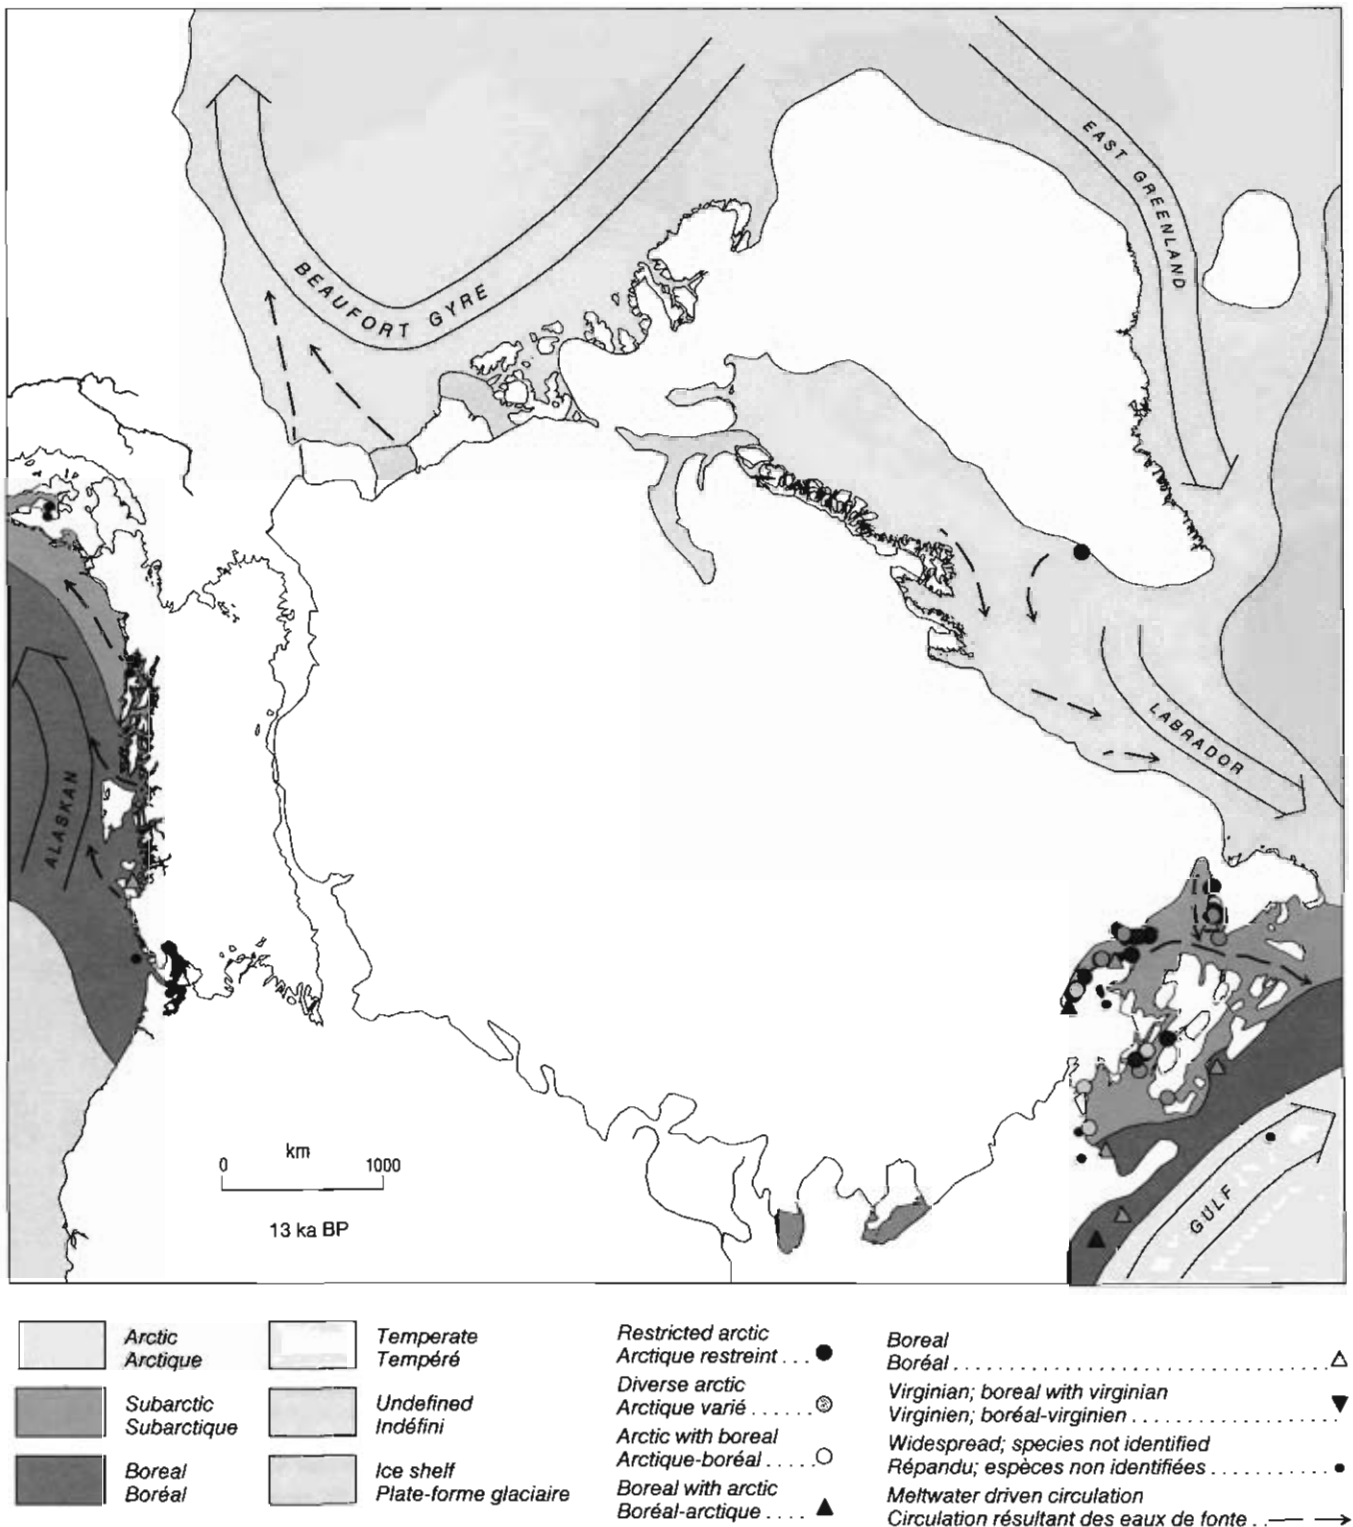 EAST GREENLAND
BEAUFORT GYRE
LABRADOR
ALASKAN
GULF
km
0 1000
13 ka BP
Arctic
Arctique
Subarctic
Subarctique
Boreal
Boréal
Temperate
Tempéré
Undefined
Indéfini
Ice shelf
Plate-forme glaciaire
Restricted arctic
Arctique restreint . . .
Diverse arctic
Arctique varié . . . . .
Arctic with boreal
Arctique-boréal . . . .
Boreal with arctic
Boréal-arctique . . . .
Boreal
Boréal . . . . . . . . . . . . . . . . . . . . . . . . . . . . .
Virginian; boreal with virginian
Virginien; boréal-virginien . . . . . . . . . . . . . . . .
Widespread; species not identified
Répandu; espèces non identifiées . . . . . . . . . .
Meltwater driven circulation
Circulation résultant des eaux de fonte . .